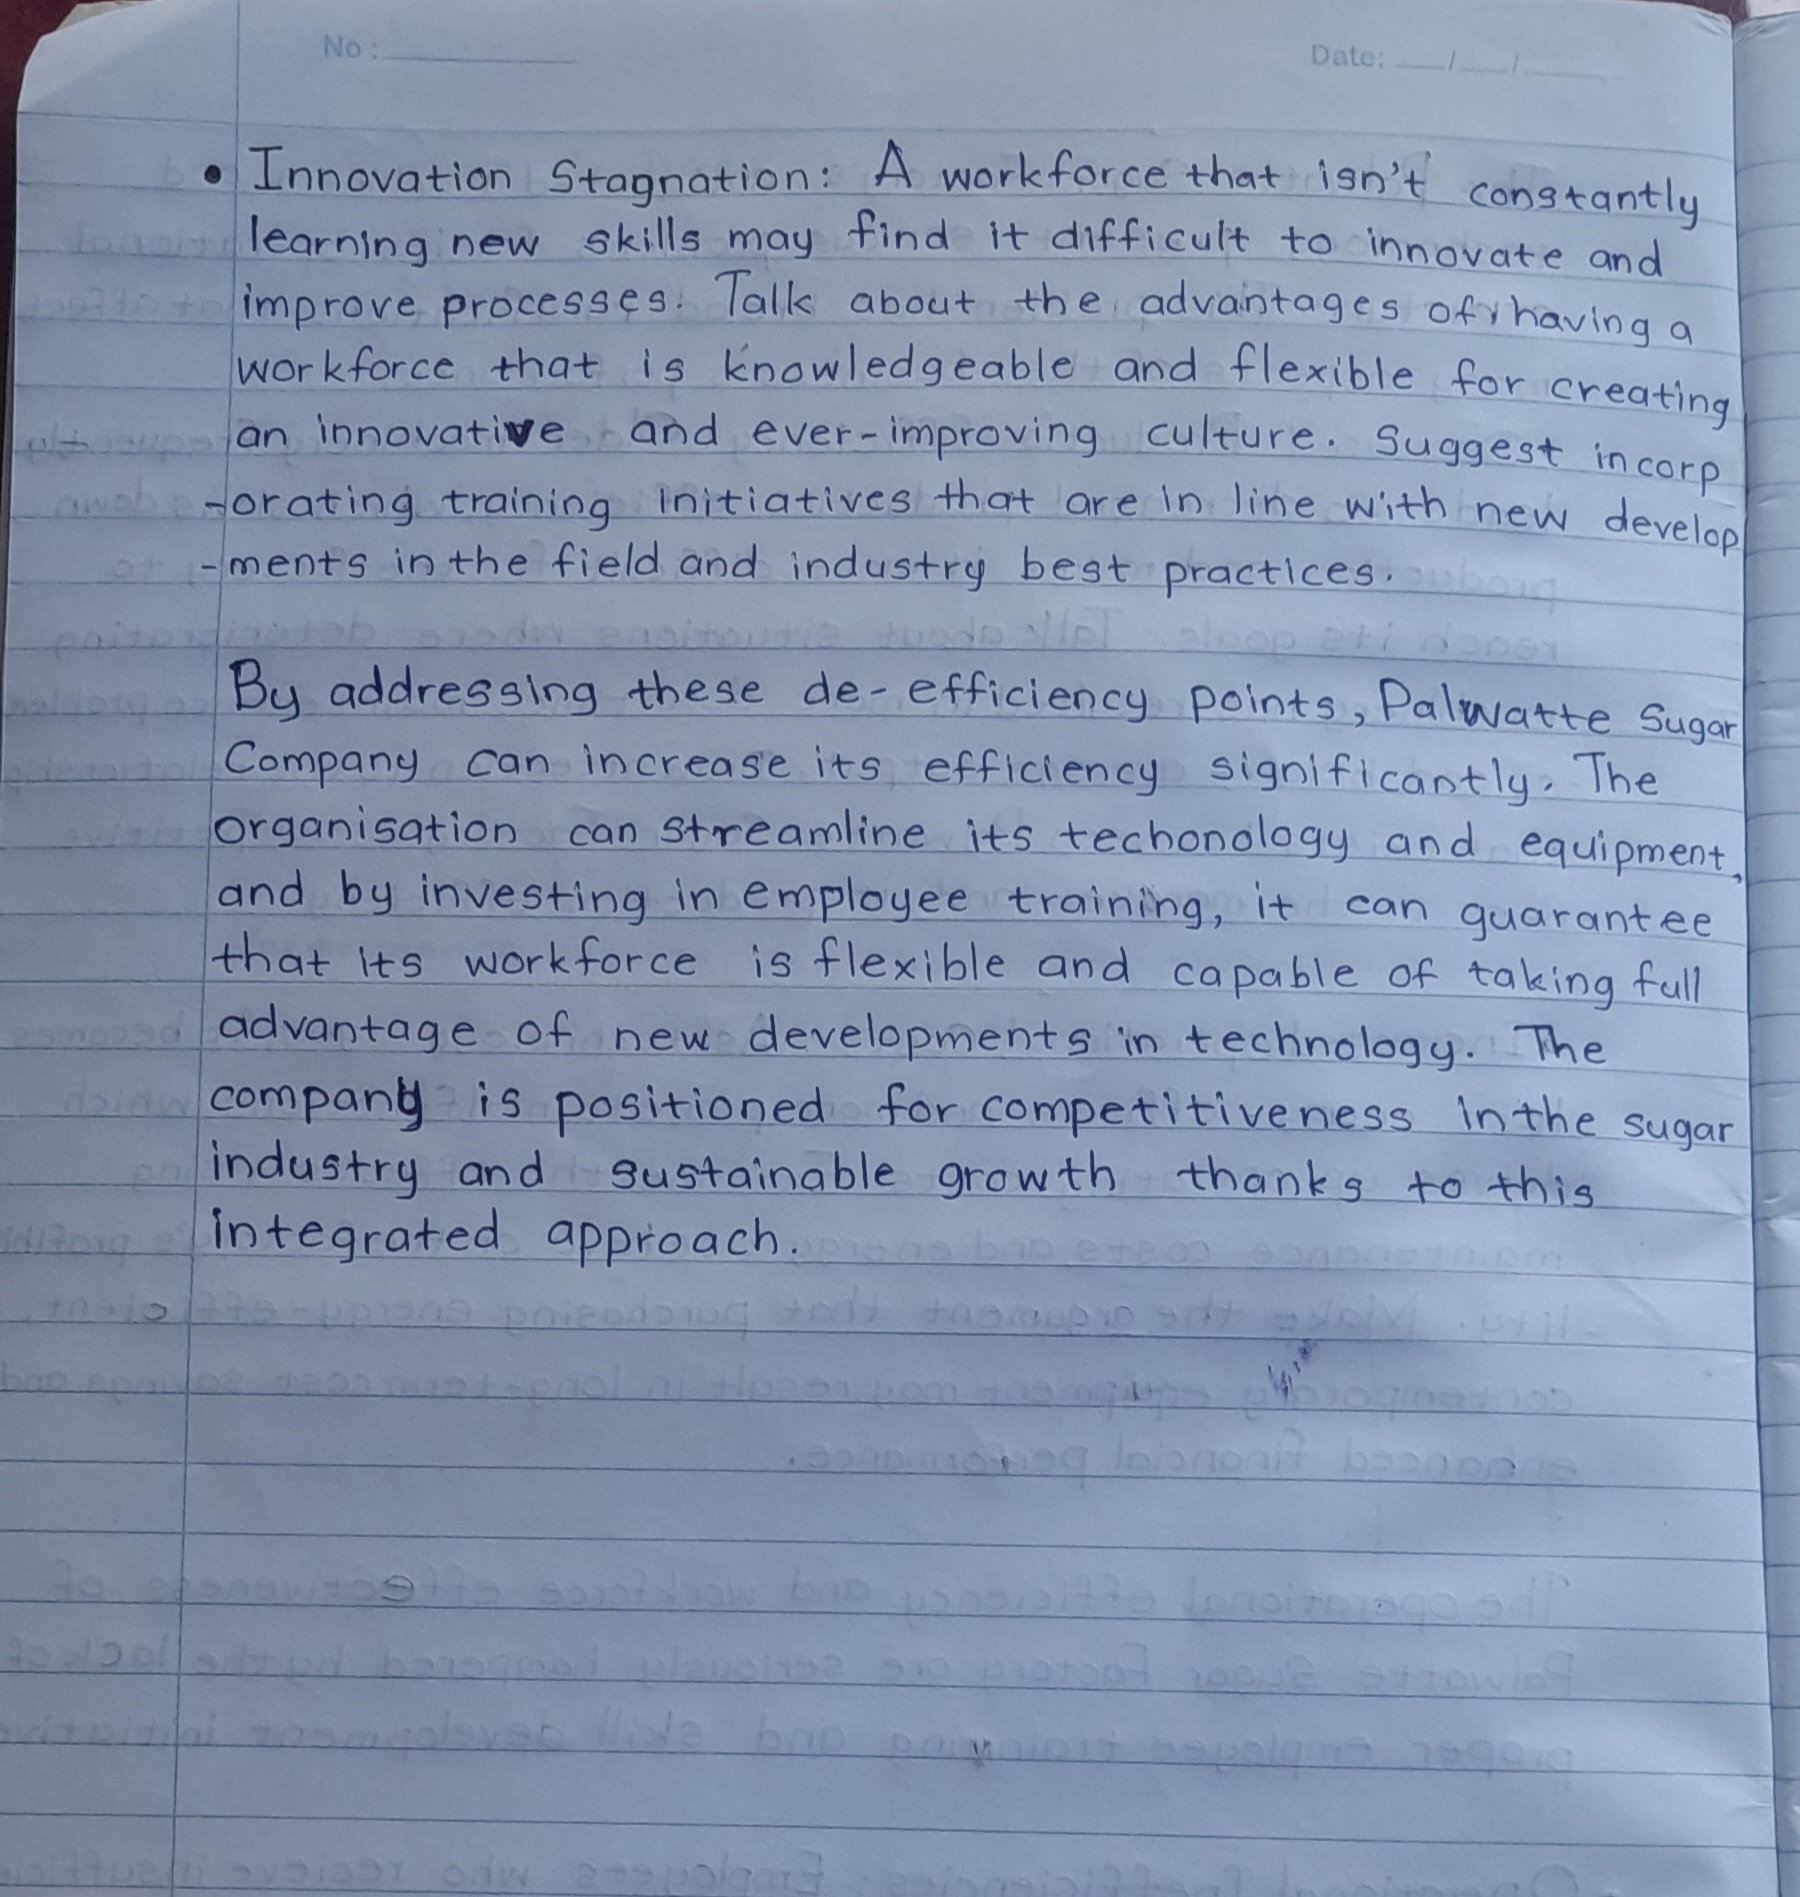 No :
Date: / /
• Innovation Stagnation: A workforce that isn't constantly
learning new skills may find it difficult to innovate and
improve processes. Talk about the advantages of having a
workforce that is knowledgeable and flexible for creating
an innovative and ever-improving culture. Suggest incorp
-orating training initiatives that are in line with new develop
-ments in the field and industry best practices.
By addressing these de-efficiency points, Palwatte Sugar
Company can increase its efficiency significantly. The
organisation can streamline its techonology and equipment,
and by investing in employee training, it can guarantee
that its workforce is flexible and capable of taking full
advantage of new developments in technology. The
company is positioned for competitiveness in the sugar
industry and sustainable growth thanks to this
integrated approach.